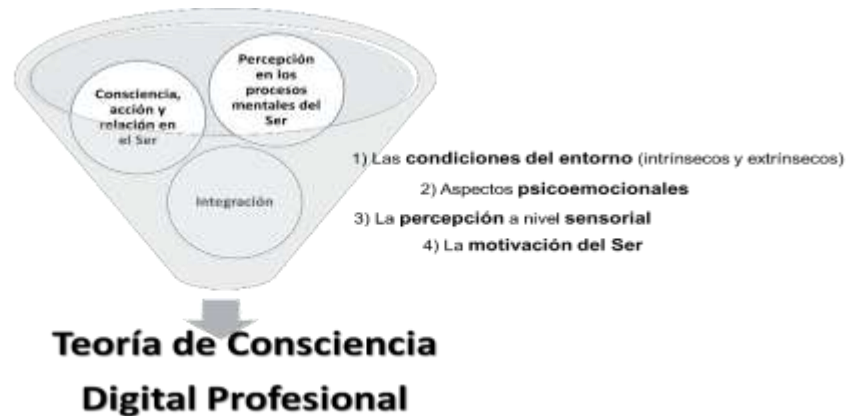 Percepción
en los
procesos
mentales del
Ser
Consciencia,
acción y
relación en
el Ser
Integración
1) Las condiciones del entorno (intrínsecos y extrínsecos)
2) Aspectos psicoemocionales
3) La percepción a nivel sensorial
4) La motivación del Ser
Teoría de Consciencia
Digital Profesional